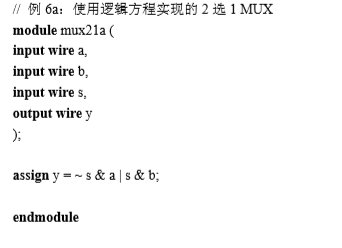 // 例 6a：使用逻辑方程实现的 2 选 1 MUX
module mux21a (
input wire a,
input wire b,
input wire s,
output wire y
);
assign y = ~ s & a | s & b;
endmodule